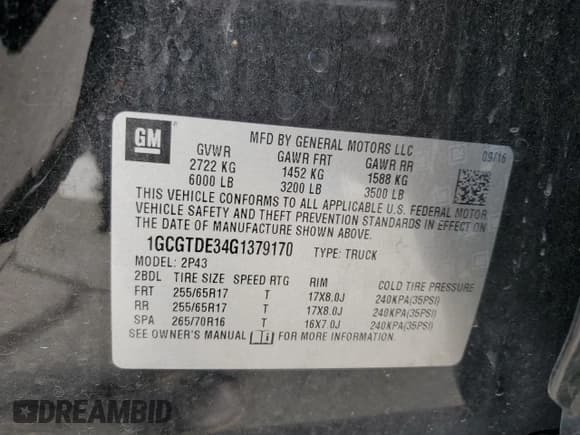 GM
MFD BY GENERAL MOTORS LLC
09/16
GVWR GAWR FRT GAWR RR
2722 KG 1452 KG 1588 KG
6000 LB 3200 LB 3500 LB
THIS VEHICLE CONFORMS TO ALL APPLICABLE U.S. FEDERAL MOTOR
VEHICLE SAFETY AND THEFT PREVENTION STANDARDS IN EFFECT ON
THE DATE OF MANUFACTURE SHOWN ABOVE.
1GCGTDE34G1379170 TYPE: TRUCK
MODEL: 2P43
2BDL TIRE SIZE SPEED RTG RIM COLD TIRE PRESSURE
FRT 255/65R17 T 17X8.0J 240KPA(35PSI)
RR 255/65R17 T 17X8.0J 240KPA(35PSI)
SPA 265/70R16 T 16X7.0J 240KPA(35PSI)
SEE OWNER'S MANUAL FOR MORE INFORMATION
DREAMBID